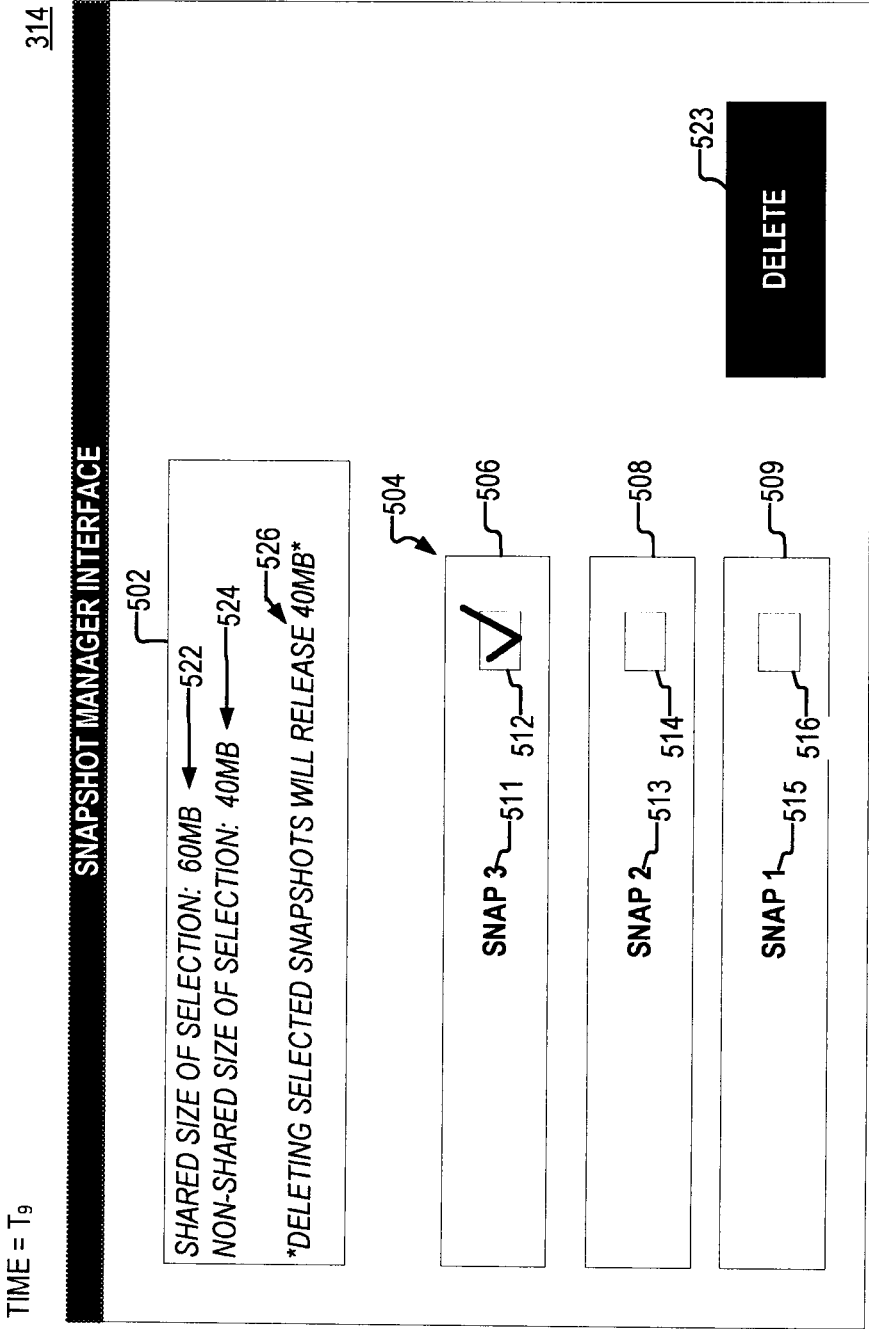 TIME = T9
314
SNAPSHOT MANAGER INTERFACE
502
SHARED SIZE OF SELECTION: 60MB 522
NON-SHARED SIZE OF SELECTION: 40MB 524
526
*DELETING SELECTED SNAPSHOTS WILL RELEASE 40MB*
504
SNAP 3 511 512 506
SNAP 2 513 514 508
SNAP 1 515 516 509
523
DELETE